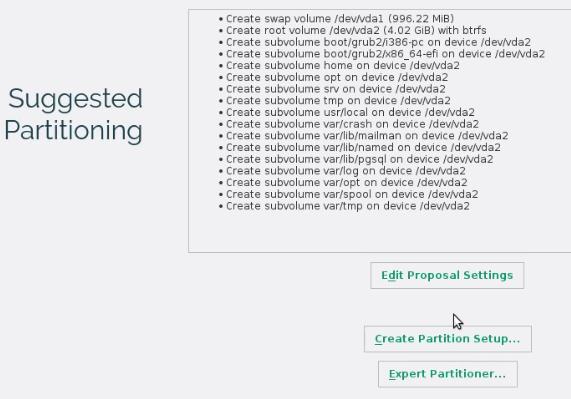 Suggested
Partitioning
• Create swap volume /dev/vda1 (996.22 MiB)
• Create root volume /dev/vda2 (4.02 GiB) with btrfs
• Create subvolume boot/grub2/i386-pc on device /dev/vda2
• Create subvolume boot/grub2/x86_64-efi on device /dev/vda2
• Create subvolume home on device /dev/vda2
• Create subvolume opt on device /dev/vda2
• Create subvolume srv on device /dev/vda2
• Create subvolume tmp on device /dev/vda2
• Create subvolume usr/local on device /dev/vda2
• Create subvolume var/crash on device /dev/vda2
• Create subvolume var/lib/mailman on device /dev/vda2
• Create subvolume var/lib/named on device /dev/vda2
• Create subvolume var/lib/pgsql on device /dev/vda2
• Create subvolume var/log on device /dev/vda2
• Create subvolume var/opt on device /dev/vda2
• Create subvolume var/spool on device /dev/vda2
• Create subvolume var/tmp on device /dev/vda2
Edit Proposal Settings
Create Partition Setup...
Expert Partitioner...